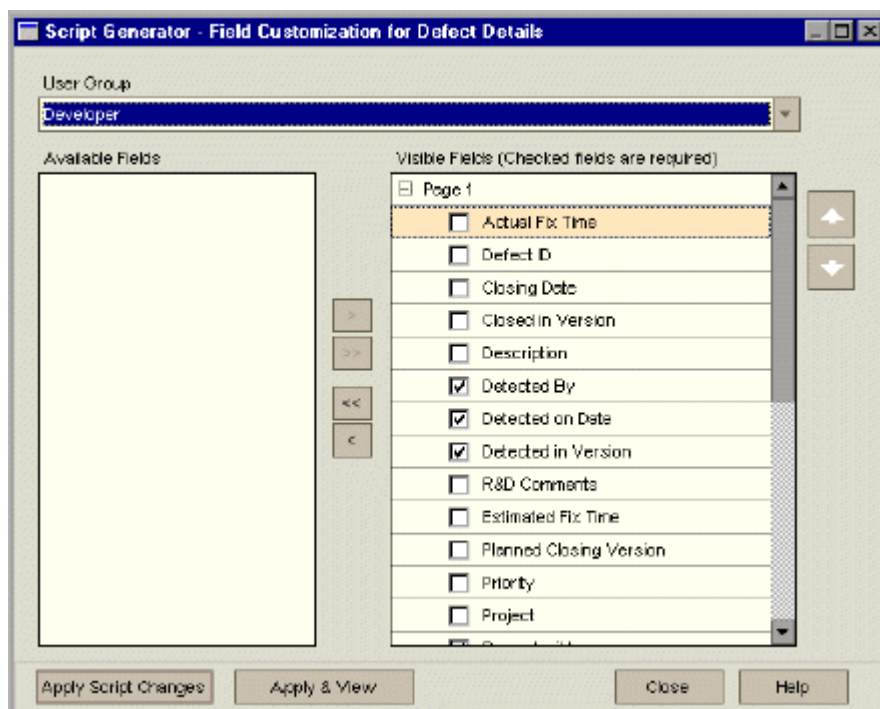 Script Generator - Field Customization for Defect Details
User Group
Developer
Available Fields
Visible Fields (Checked fields are required)
Page 1
Actual Fix Time
Defect ID
Closing Date
Closed in Version
Description
Detected By
Detected on Date
Detected in Version
R&D Comments
Estimated Fix Time
Planned Closing Version
Priority
Project
>
>>
<<
<
Apply Script Changes
Apply & View
Close
Help